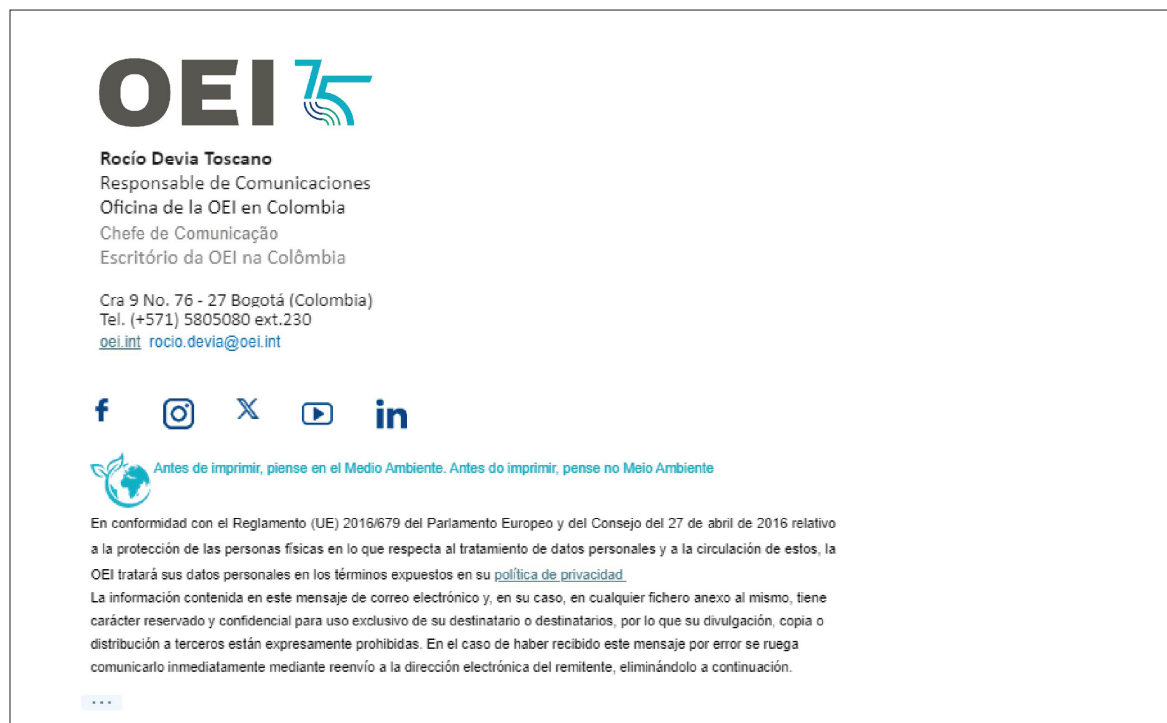 OEI 75
Rocío Devia Toscano
Responsable de Comunicaciones
Oficina de la OEI en Colombia
Chefe de Comunicação
Escritório da OEI na Colômbia
Cra 9 No. 76 - 27 Bogotá (Colombia)
Tel. (+571) 5805080 ext.230
oei.int rocio.devia@oei.int
Antes de imprimir, piense en el Medio Ambiente. Antes do imprimir, pense no Meio Ambiente
En conformidad con el Reglamento (UE) 2016/679 del Parlamento Europeo y del Consejo del 27 de abril de 2016 relativo
a la protección de las personas físicas en lo que respecta al tratamiento de datos personales y a la circulación de estos, la
OEI tratará sus datos personales en los términos expuestos en su política de privacidad
La información contenida en este mensaje de correo electrónico y, en su caso, en cualquier fichero anexo al mismo, tiene
carácter reservado y confidencial para uso exclusivo de su destinatario o destinatarios, por lo que su divulgación, copia o
distribución a terceros están expresamente prohibidas. En el caso de haber recibido este mensaje por error se ruega
comunicarlo inmediatamente mediante reenvío a la dirección electrónica del remitente, eliminándolo a continuación.